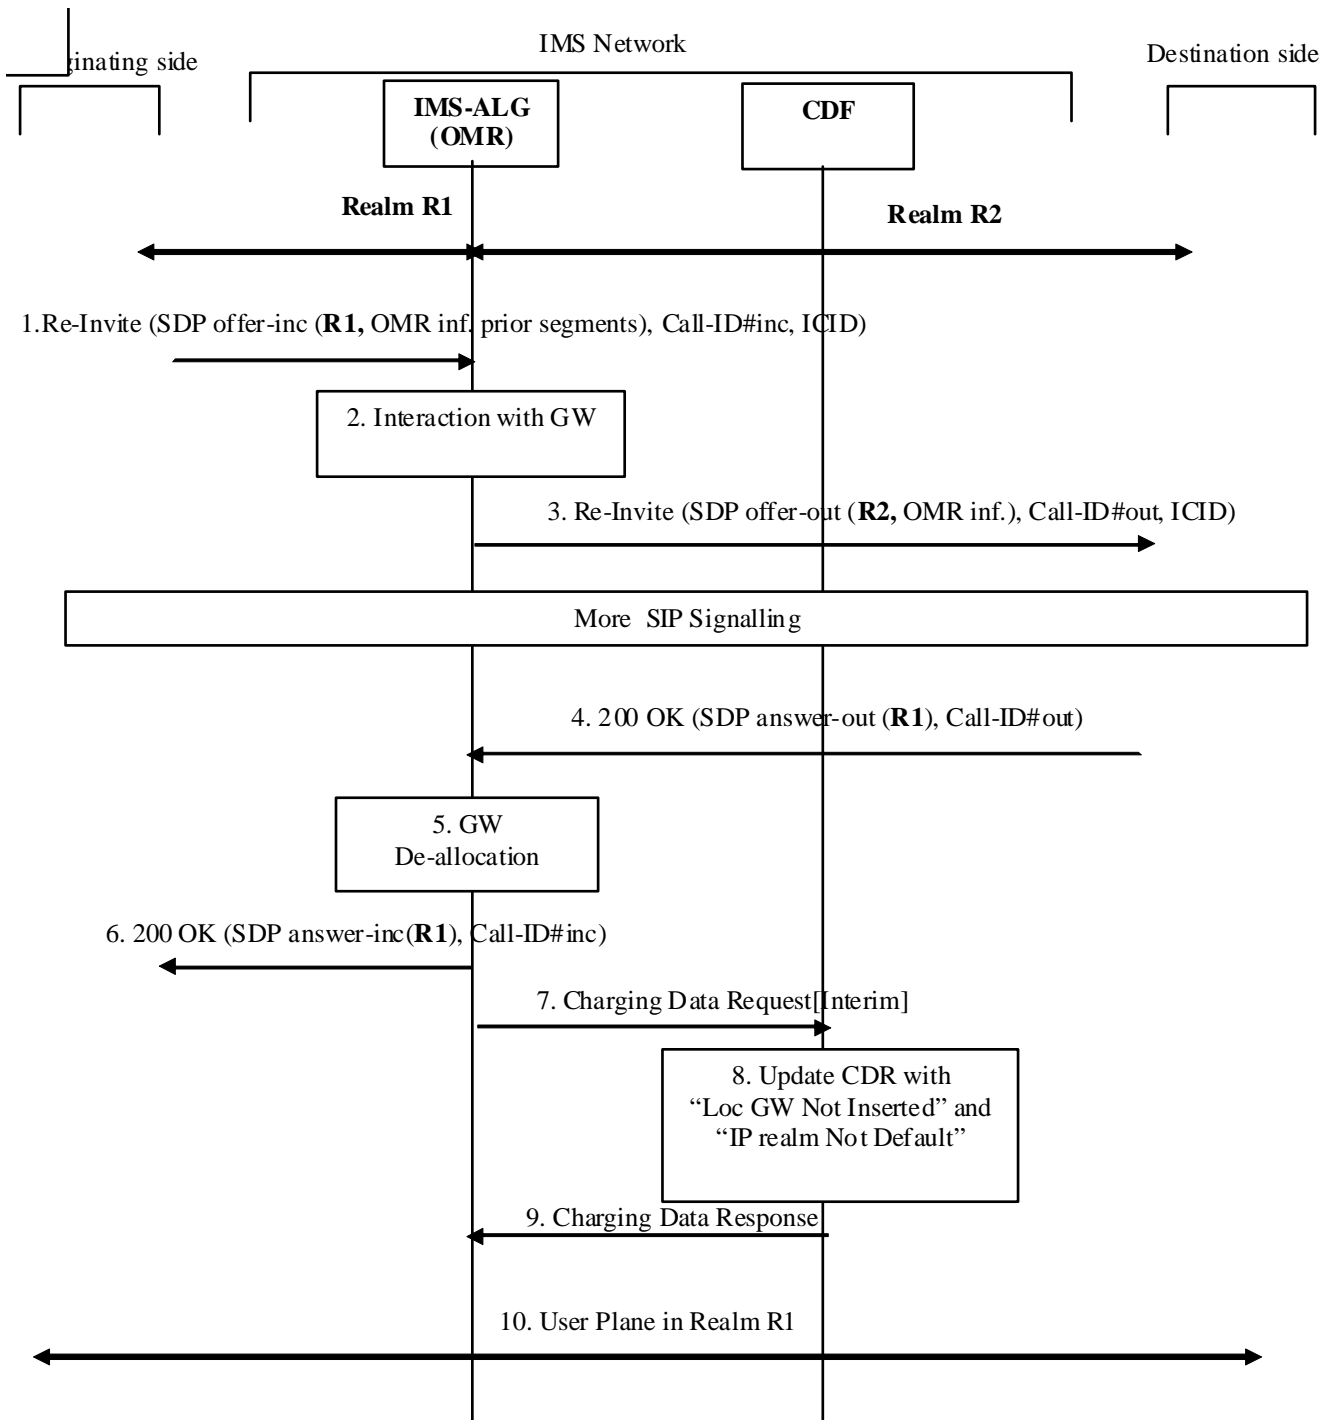 IMS Network
ginating side
Destination side
IMS-ALG
(OMR)
CDF
Realm R1
Realm R2
1.Re-Invite (SDP offer-inc (R1, OMR inf. prior segments), Call-ID#inc, ICID)
2. Interaction with GW
3. Re-Invite (SDP offer-out (R2, OMR inf.), Call-ID#out, ICID)
More SIP Signalling
4. 200 OK (SDP answer-out (R1), Call-ID#out)
5. GW
De-allocation
6. 200 OK (SDP answer-inc(R1), Call-ID#inc)
7. Charging Data Request[Interim]
8. Update CDR with
“Loc GW Not Inserted” and
“IP realm Not Default”
9. Charging Data Response
10. User Plane in Realm R1